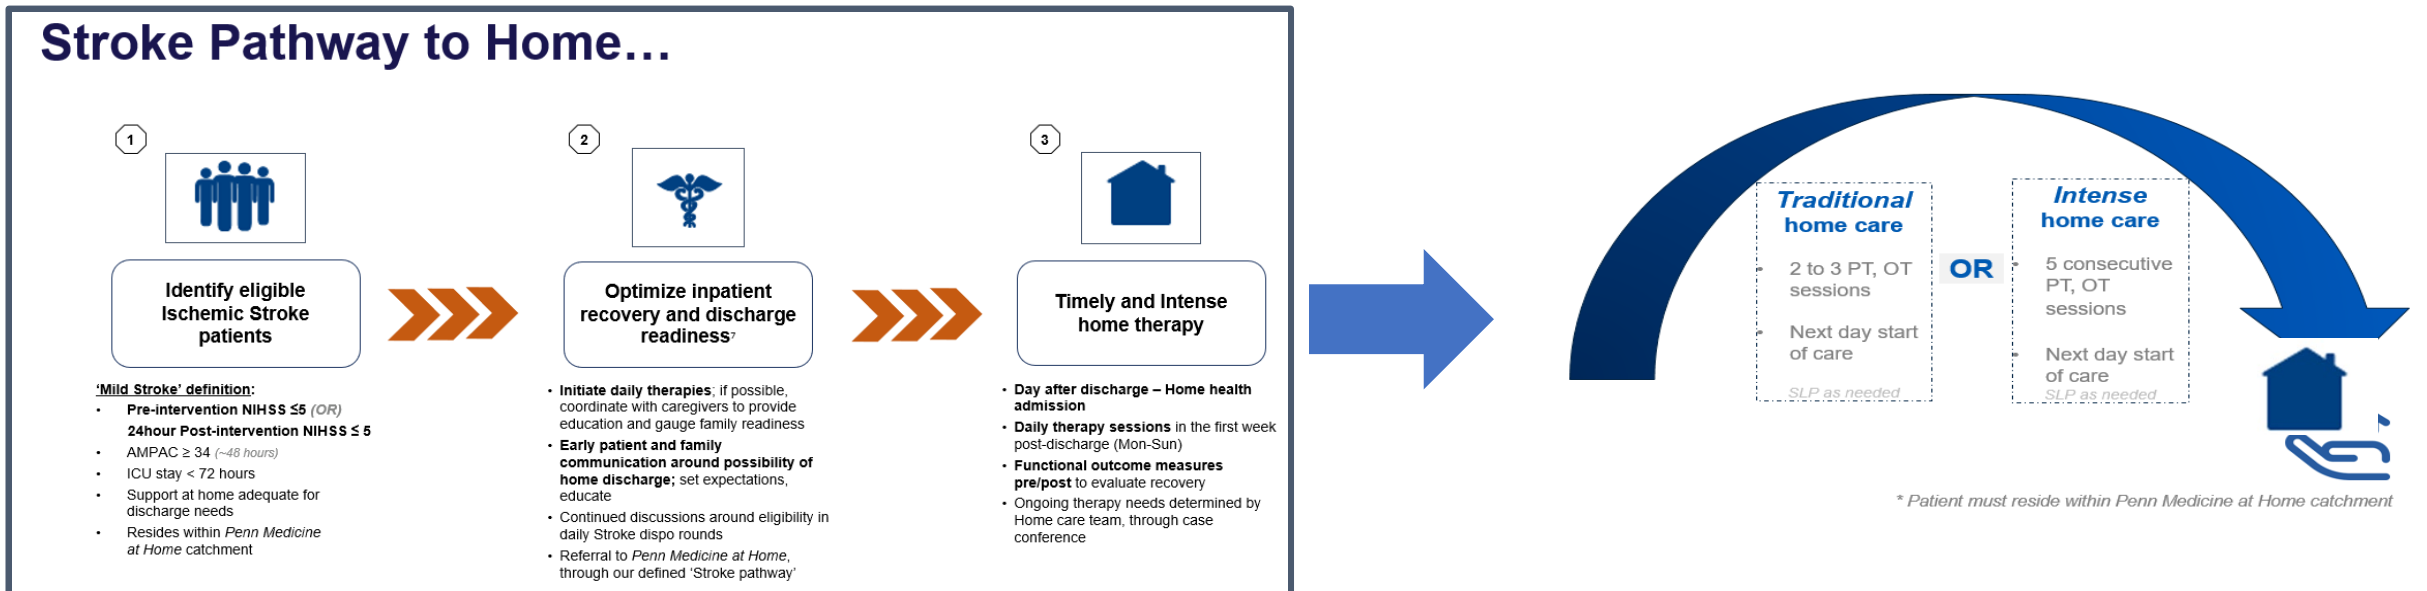 Stroke Pathway to Home…
1
Identify eligible
Ischemic Stroke
patients
‘Mild Stroke’ definition:
• Pre-intervention NIHSS ≤5 (OR)
24hour Post-intervention NIHSS ≤ 5
• AMPAC ≥ 34 (~48 hours)
• ICU stay < 72 hours
• Support at home adequate for
discharge needs
• Resides within Penn Medicine
at Home catchment
2
Optimize inpatient
recovery and discharge
readiness⁷
• Initiate daily therapies; if possible,
coordinate with caregivers to provide
education and gauge family readiness
• Early patient and family
communication around possibility of
home discharge; set expectations,
educate
• Continued discussions around eligibility in
daily Stroke dispo rounds
• Referral to Penn Medicine at Home,
through our defined ‘Stroke pathway’
3
Timely and Intense
home therapy
• Day after discharge – Home health
admission
• Daily therapy sessions in the first week
post-discharge (Mon-Sun)
• Functional outcome measures
pre/post to evaluate recovery
• Ongoing therapy needs determined by
Home care team, through case
conference
Traditional
home care
• 2 to 3 PT, OT
sessions
• Next day start
of care
SLP as needed
OR
Intense
home care
• 5 consecutive
PT, OT
sessions
• Next day start
of care
SLP as needed
* Patient must reside within Penn Medicine at Home catchment